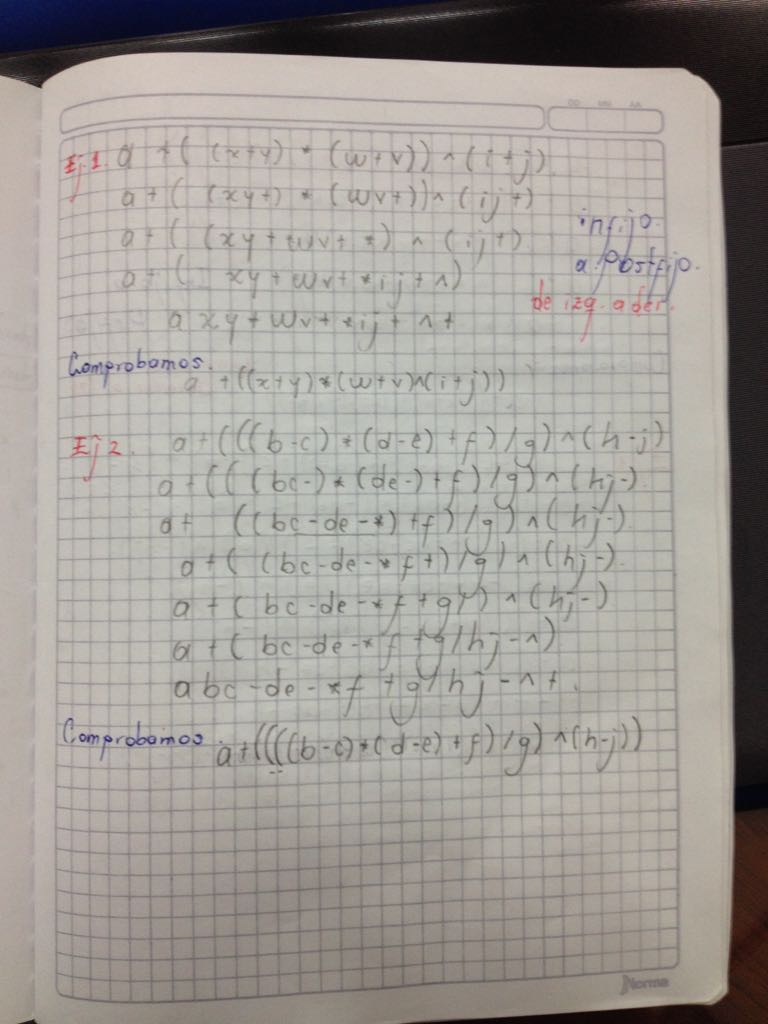 DD MM AA
Ej 1. a + ( (x+y) * (w+v)) ^ (i+j)
a + ( (xy+) * (wv+)) ^ (ij+)
a + ( (xy+wv+*) ^ (ij+)
a + ( xy+wv+*ij+^)
a xy+wv+*ij+^+
infijo.
a Postfijo.
de izq. a der.
Comprobamos.
a + ((x+y)*(w+v)^(i+j))
Ej 2. a+(((b-c)*(d-e)+f)/g)^(h-j)
a+(((bc-)*(de-)+f)/g)^(hj-)
a+ ((bc-de-*)+f)/g)^(hj-)
a+( (bc-de-*f+)/g)^(hj-)
a+( bc-de-*f+g/)^(hj-)
a+( bc-de-*f+g/hj-^)
abc-de-*f+g/hj-^+.
Comprobamos a+((((b-c)*(d-e)+f)/g)^(h-j))
Norma